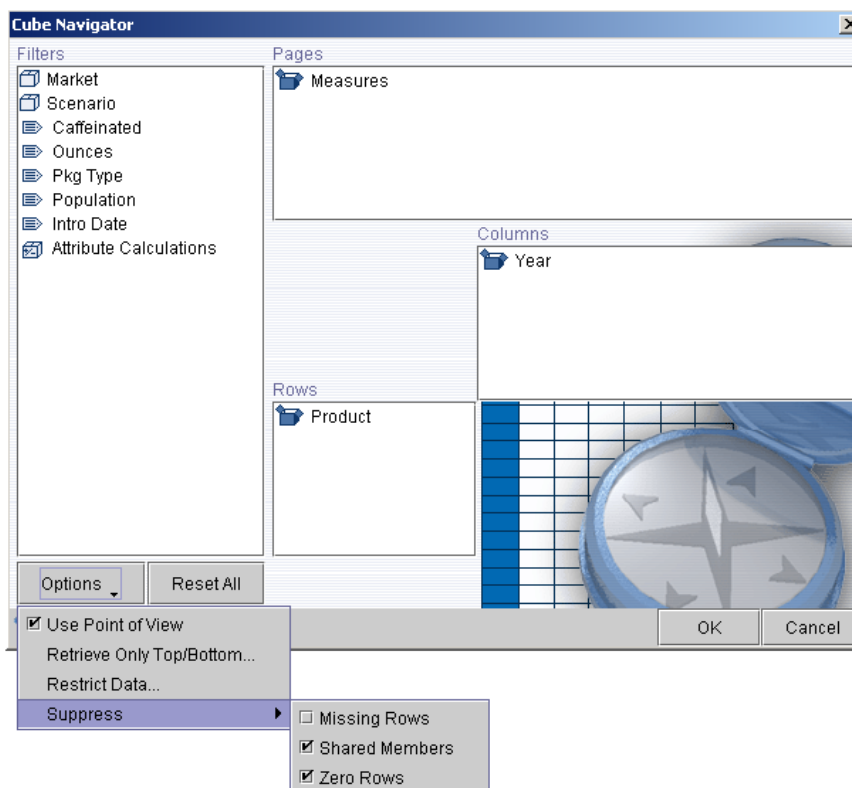 Cube Navigator
Filters
Pages
Market
Scenario
Caffeinated
Ounces
Pkg Type
Population
Intro Date
Attribute Calculations
Measures
Columns
Year
Rows
Product
Options
Reset All
OK
Cancel
Use Point of View
Retrieve Only Top/Bottom...
Restrict Data...
Suppress
Missing Rows
Shared Members
Zero Rows